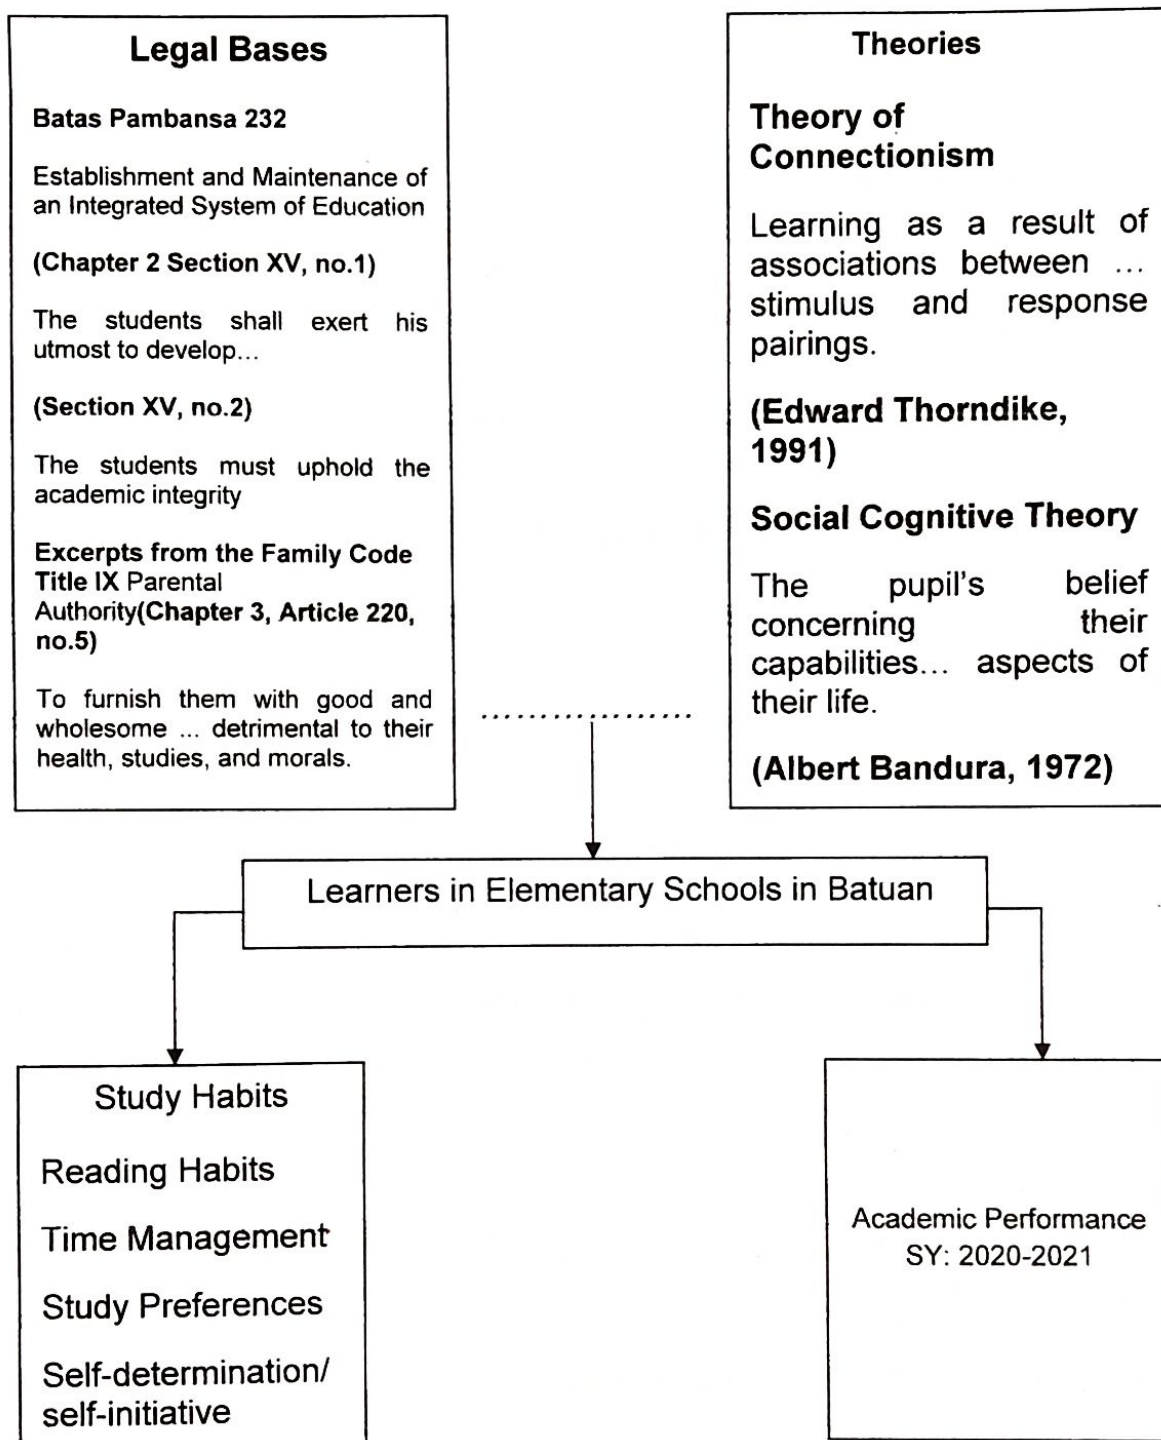 Legal Bases
Batas Pambansa 232
Establishment and Maintenance of
an Integrated System of Education
(Chapter 2 Section XV, no.1)
The students shall exert his
utmost to develop...
(Section XV, no.2)
The students must uphold the
academic integrity
Excerpts from the Family Code
Title IX Parental
Authority(Chapter 3, Article 220,
no.5)
To furnish them with good and
wholesome ... detrimental to their
health, studies, and morals.
Theories
Theory of
Connectionism
Learning as a result of
associations between ...
stimulus and response
pairings.
(Edward Thorndike,
1991)
Social Cognitive Theory
The pupil's belief
concerning their
capabilities... aspects of
their life.
(Albert Bandura, 1972)
Learners in Elementary Schools in Batuan
Study Habits
Reading Habits
Time Management
Study Preferences
Self-determination/
self-initiative
Academic Performance
SY: 2020-2021